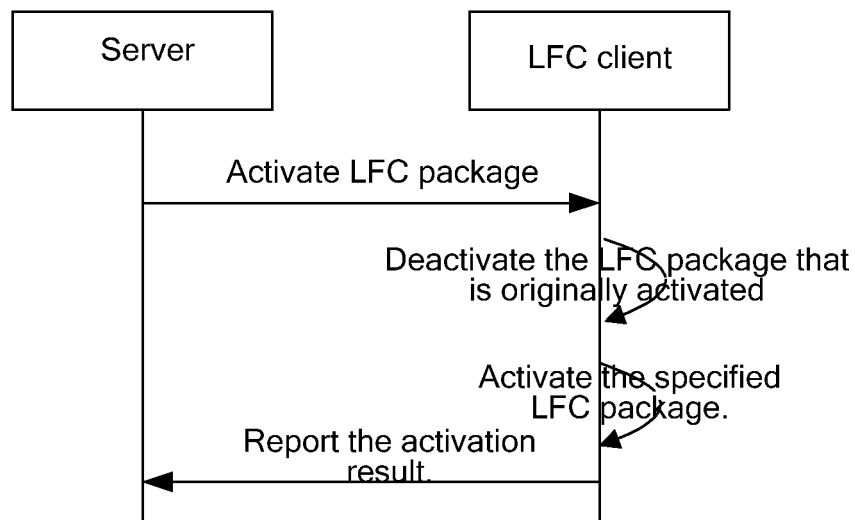 Server
LFC client
Activate LFC package
Deactivate the LFC package that
is originally activated
Activate the specified
LFC package.
Report the activation
result.